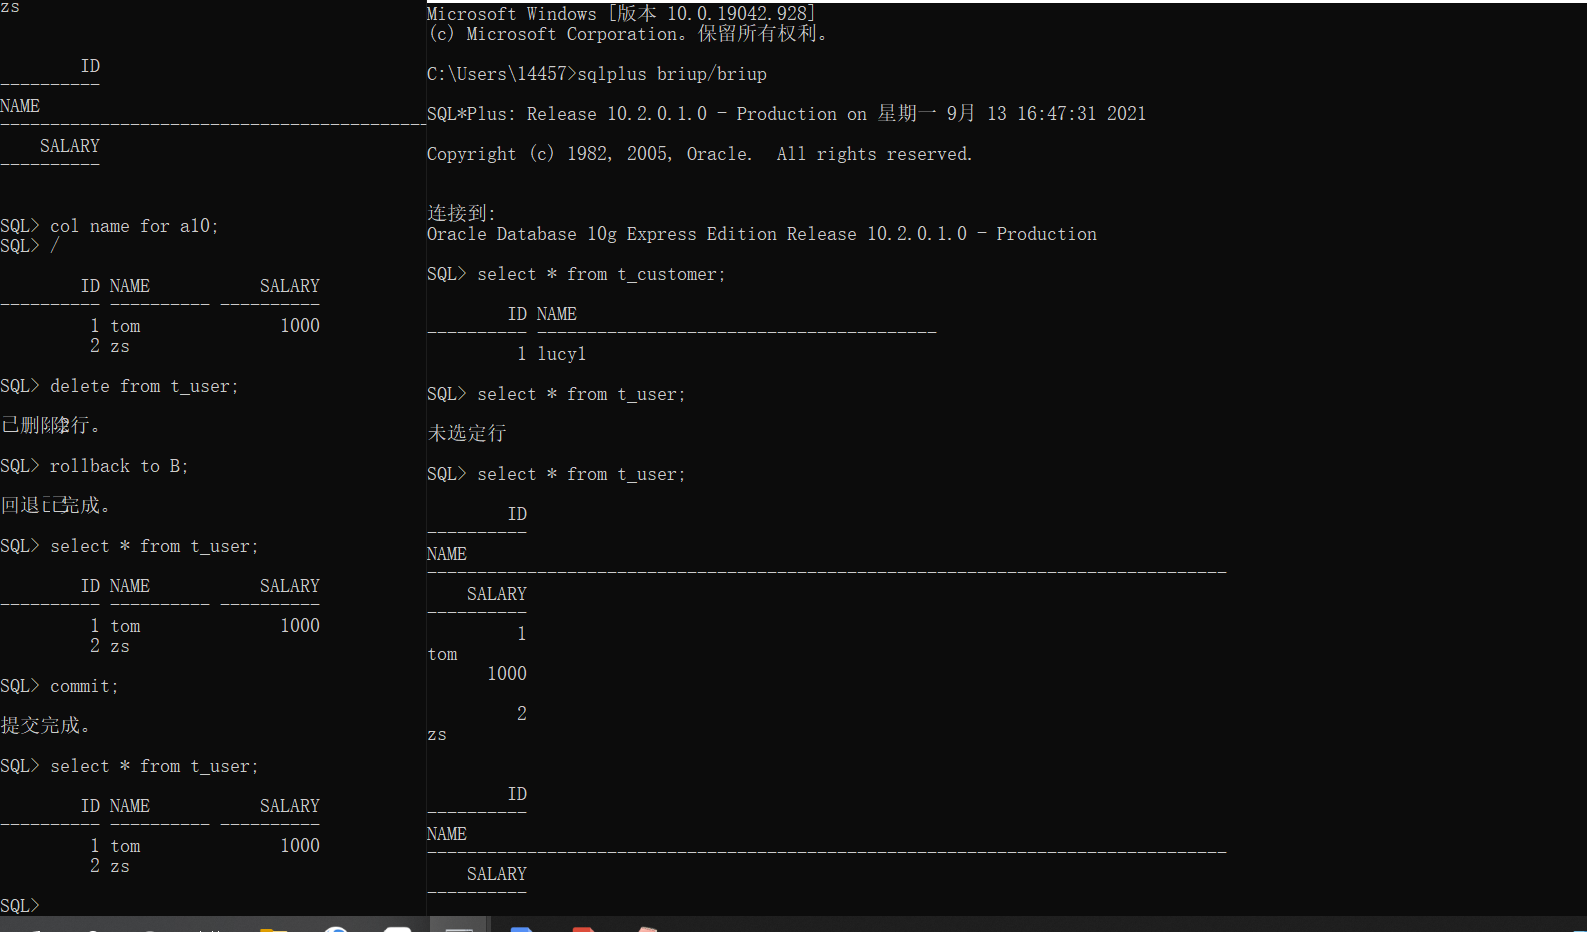 zs
ID
NAME
SALARY
SQL> col name for a10;
SQL> /
ID NAME SALARY
1 tom 1000
2 zs
SQL> delete from t_user;
已删除2行。
SQL> rollback to B;
回退已完成。
SQL> select * from t_user;
ID NAME SALARY
1 tom 1000
2 zs
SQL> commit;
提交完成。
SQL> select * from t_user;
ID NAME SALARY
1 tom 1000
2 zs
SQL>
Microsoft Windows [版本 10.0.19042.928]
(c) Microsoft Corporation。保留所有权利。
C:\Users\14457>sqlplus briup/briup
SQL*Plus: Release 10.2.0.1.0 - Production on 星期一 9月 13 16:47:31 2021
Copyright (c) 1982, 2005, Oracle.  All rights reserved.
连接到:
Oracle Database 10g Express Edition Release 10.2.0.1.0 - Production
SQL> select * from t_customer;
ID NAME
1 lucy1
SQL> select * from t_user;
未选定行
SQL> select * from t_user;
ID
NAME
SALARY
1
tom
1000
2
zs
ID
NAME
SALARY